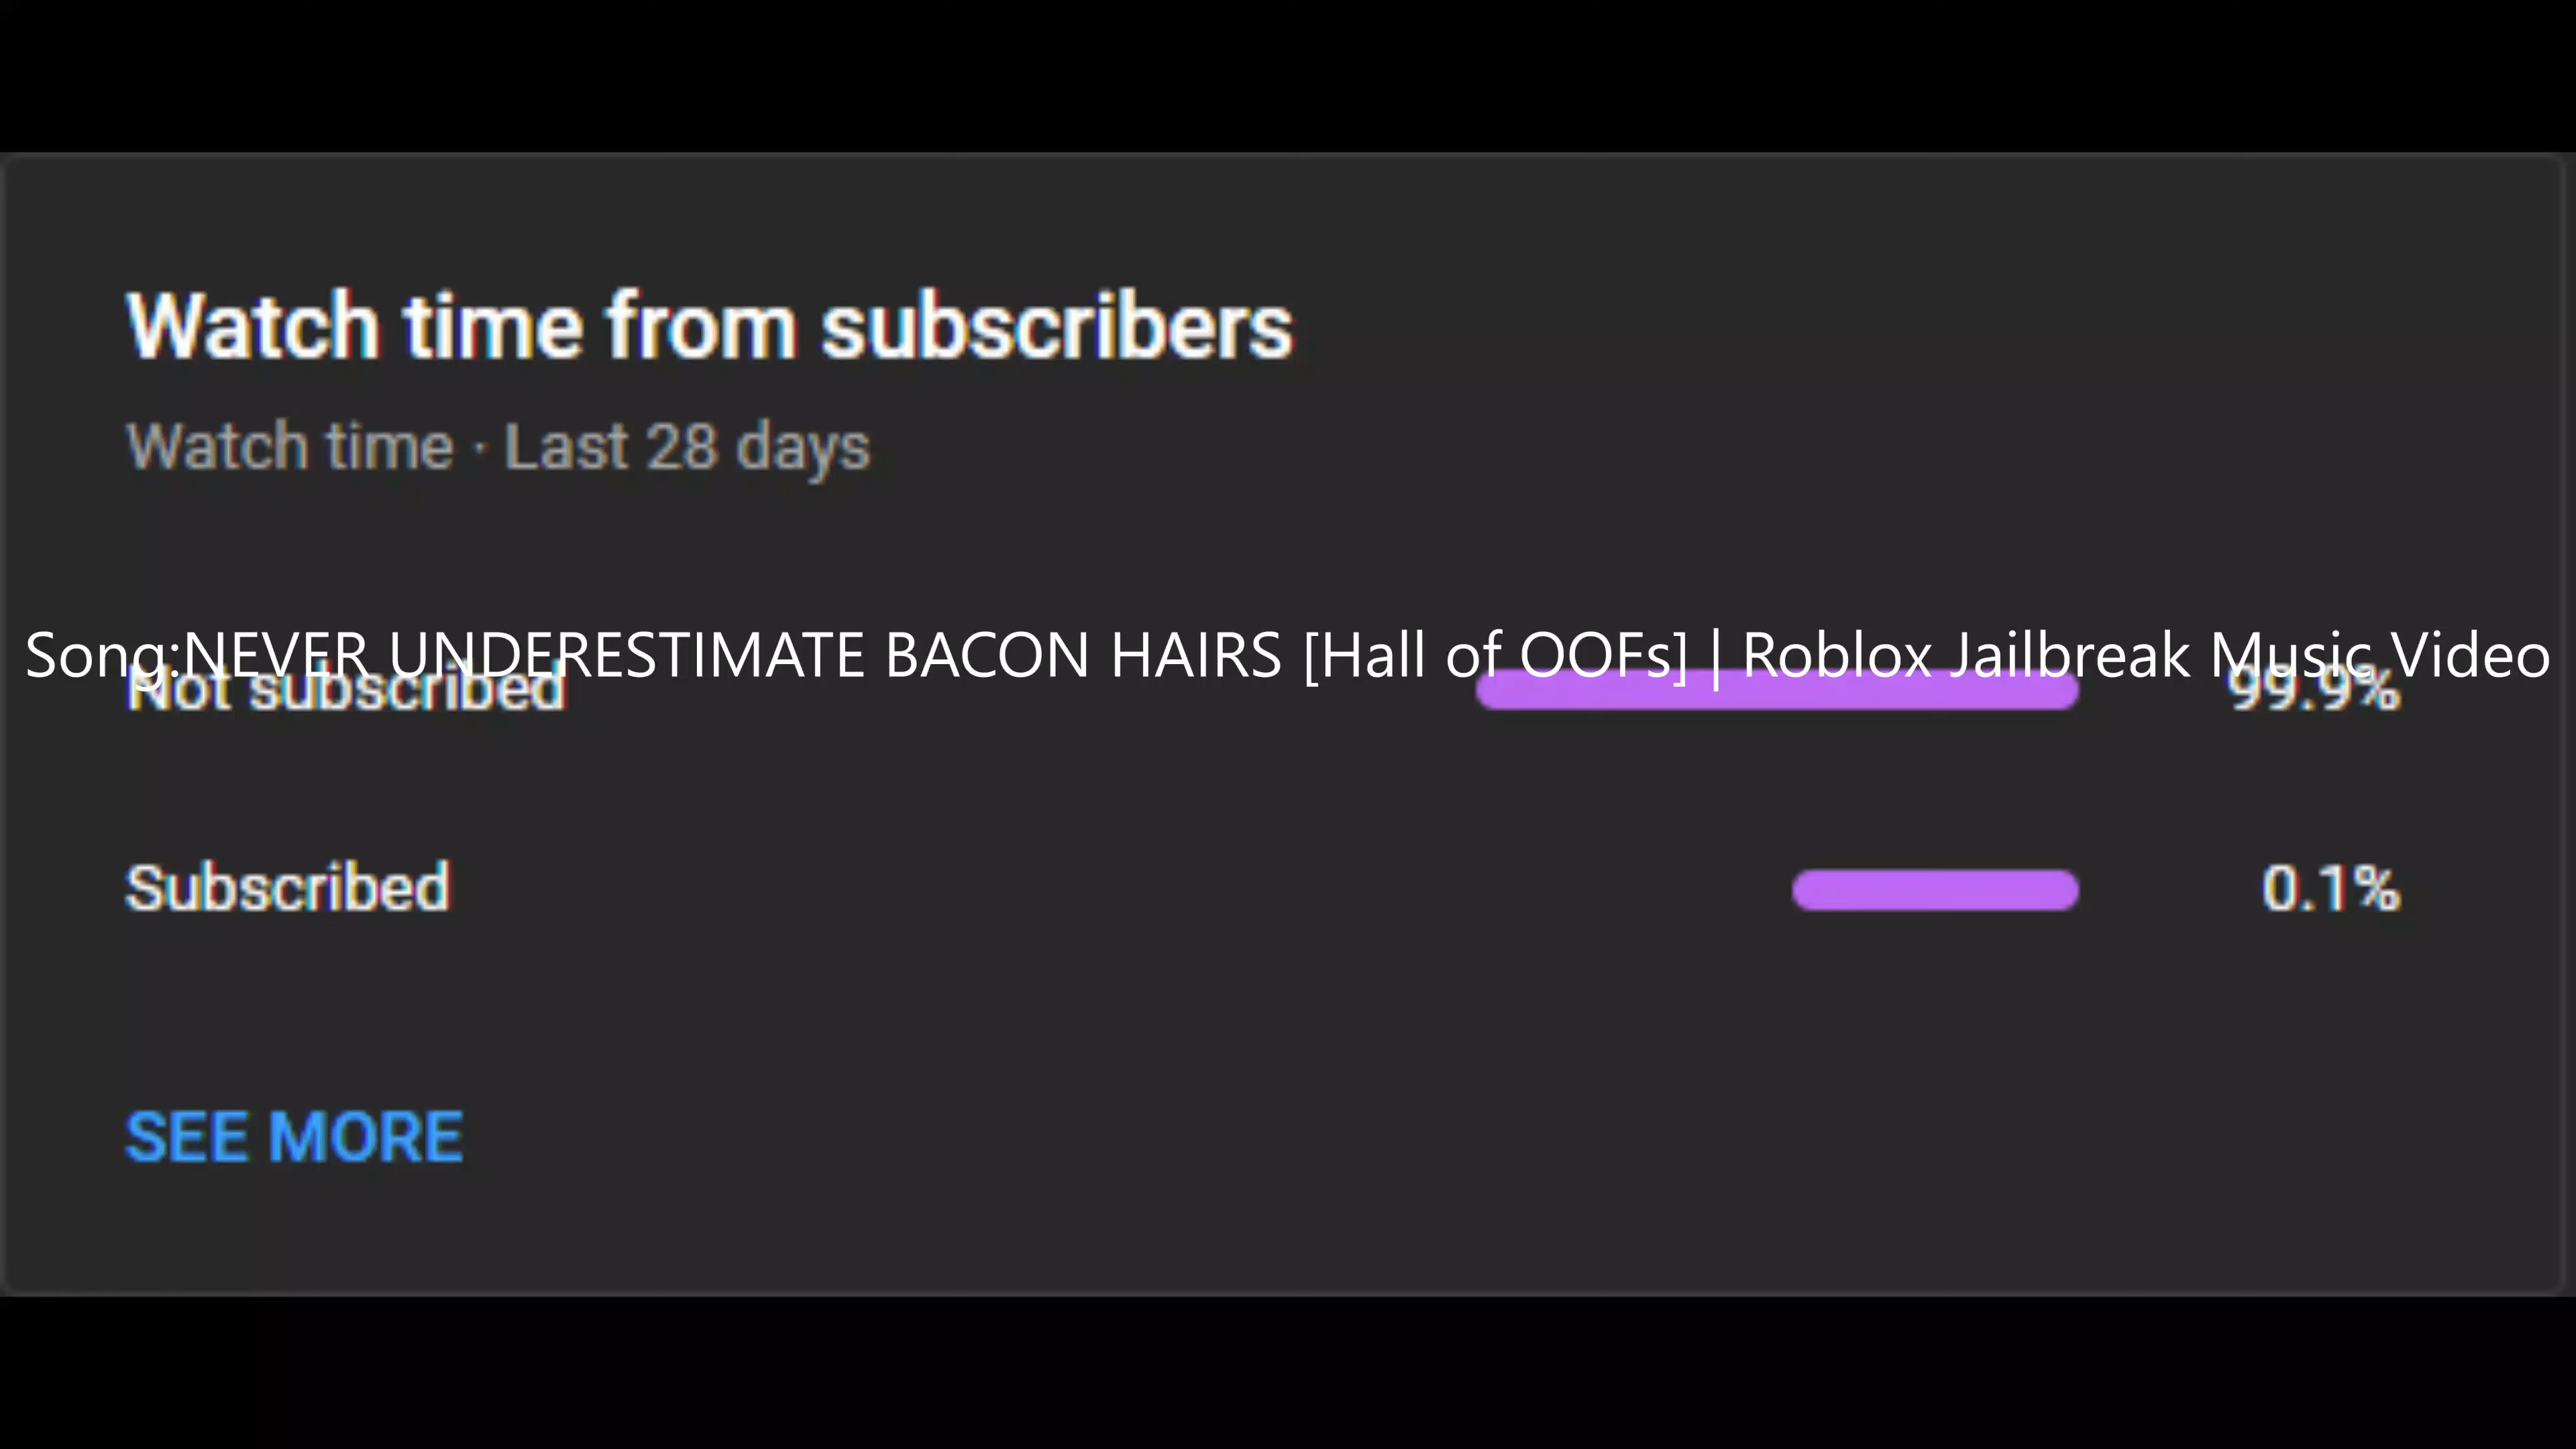 Watch time from subscribers
Watch time · Last 28 days
Song:NEVER UNDERESTIMATE BACON HAIRS [Hall of OOFs] | Roblox Jailbreak Music Video
Not subscribed 99.9%
Subscribed 0.1%
SEE MORE